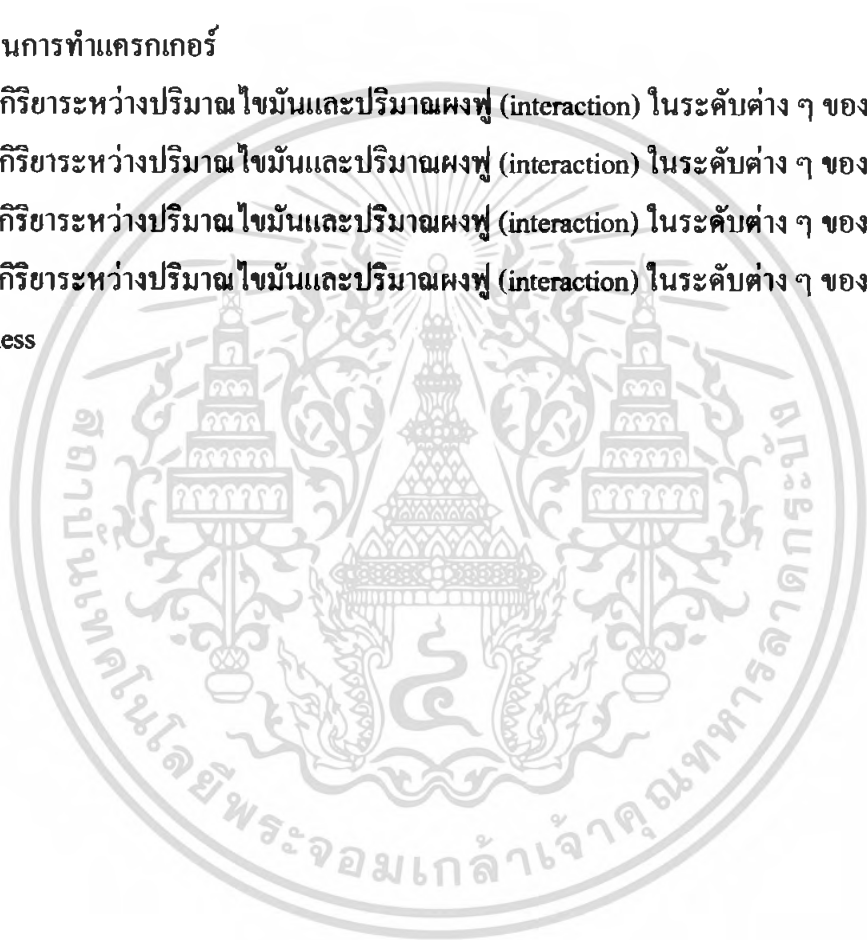 นการทำแครกเกอร์
กิริยาระหว่างปริมาณไขมันและปริมาณผงฟู (interaction) ในระดับต่าง ๆ ของ
กิริยาระหว่างปริมาณไขมันและปริมาณผงฟู (interaction) ในระดับต่าง ๆ ของ
กิริยาระหว่างปริมาณไขมันและปริมาณผงฟู (interaction) ในระดับต่าง ๆ ของ
กิริยาระหว่างปริมาณไขมันและปริมาณผงฟู (interaction) ในระดับต่าง ๆ ของ
ess
สถาบันเทคโนโลยีพระจอมเกล้าเจ้าคุณทหารลาดกระบัง